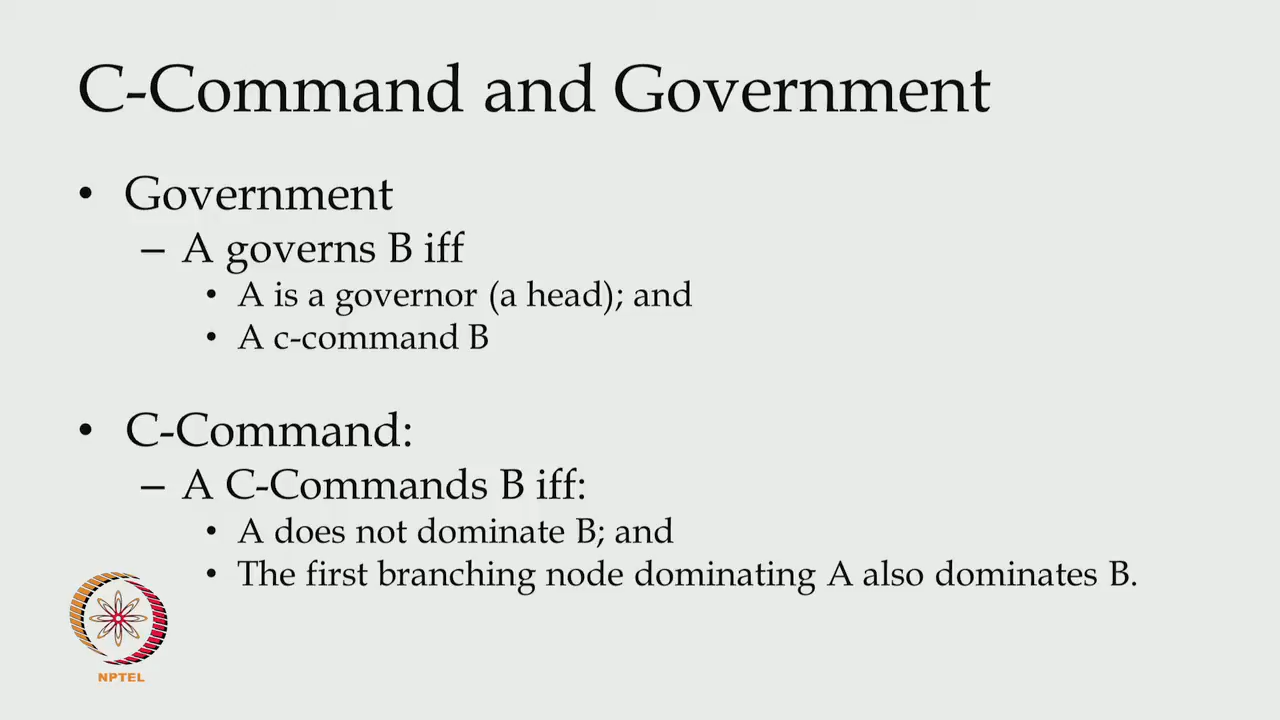 C-Command and Government
• Government
– A governs B iff
• A is a governor (a head); and
• A c-command B
• C-Command:
– A C-Commands B iff:
• A does not dominate B; and
• The first branching node dominating A also dominates B.
NPTEL